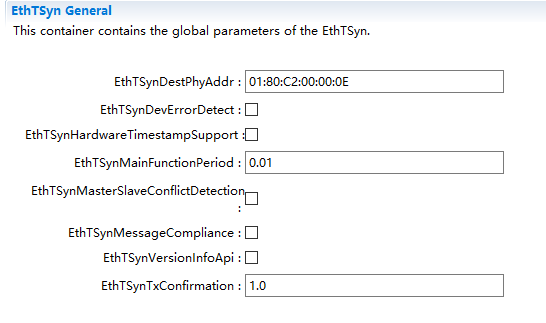 EthTSyn General
This container contains the global parameters of the EthTSyn.
EthTSynDestPhyAddr : 01:80:C2:00:00:0E
EthTSynDevErrorDetect :
EthTSynHardwareTimestampSupport :
EthTSynMainFunctionPeriod : 0.01
EthTSynMasterSlaveConflictDetection
:
EthTSynMessageCompliance :
EthTSynVersionInfoApi :
EthTSynTxConfirmation : 1.0